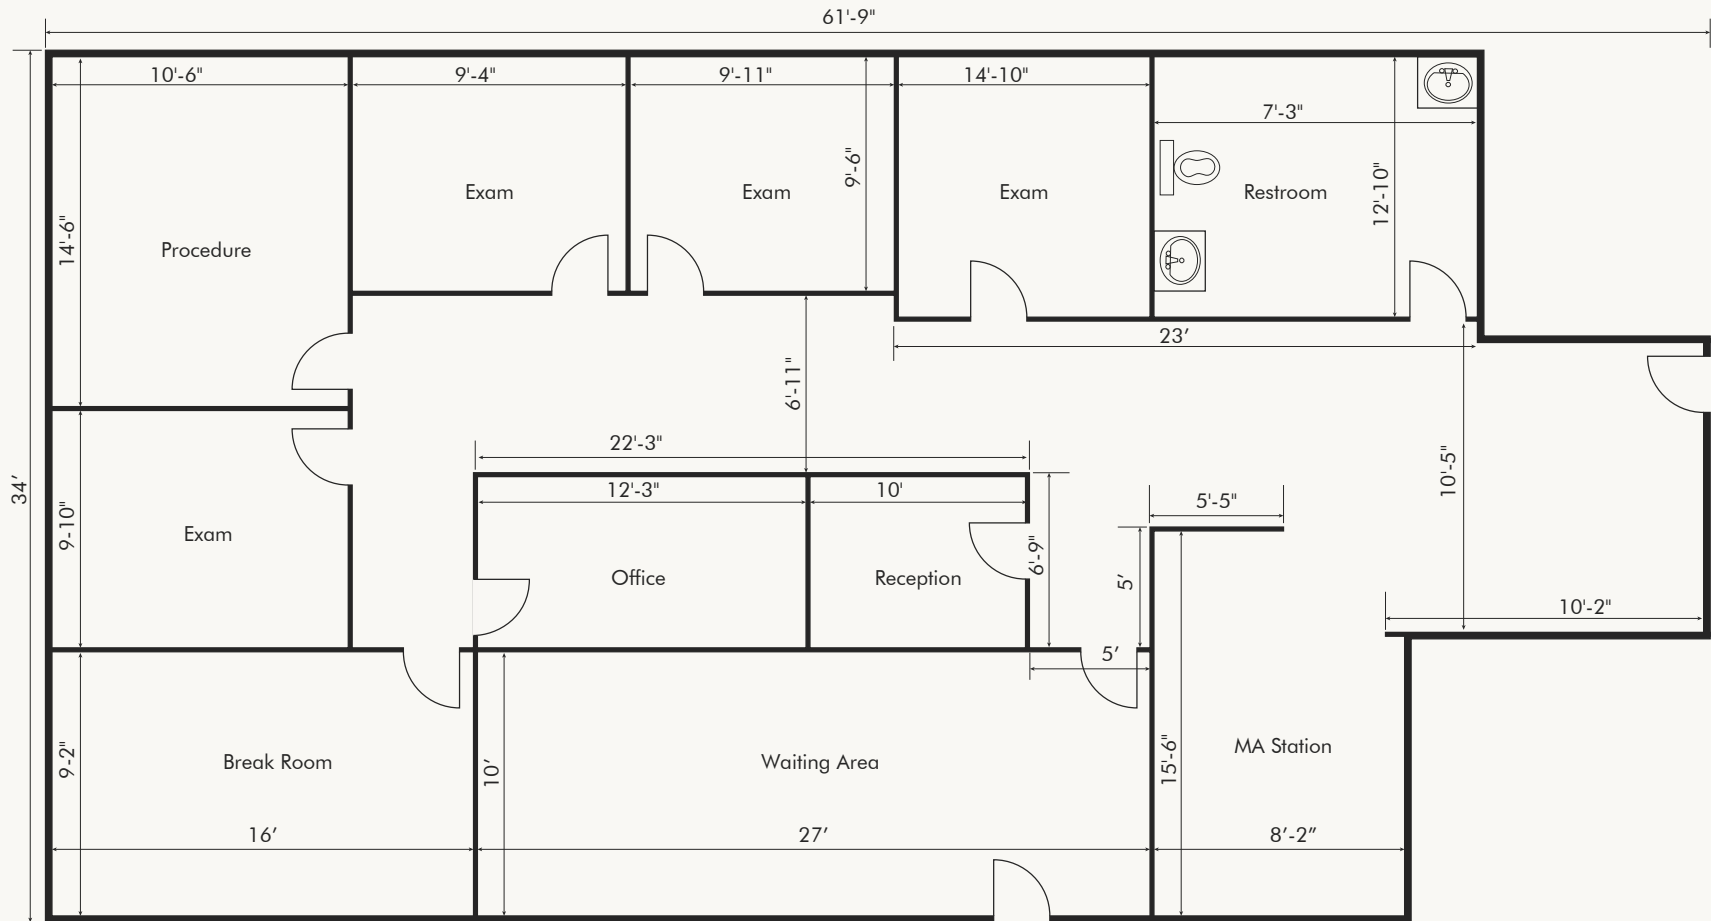 61'-9"
10'-6"
9'-4"
9'-11"
14'-10"
7'-3"
9'-6"
12'-10"
14'-6"
Procedure
Exam
Exam
Exam
Restroom
23’
6'-11"
22'-3"
12'-3"
10'
34’
9'-10"
Exam
Office
Reception
6'-9"
5'-5"
5’
10'-5"
10'-2"
5’
9-2"
Break Room
16’
10’
Waiting Area
27’
15'-6"
MA Station
8’-2”